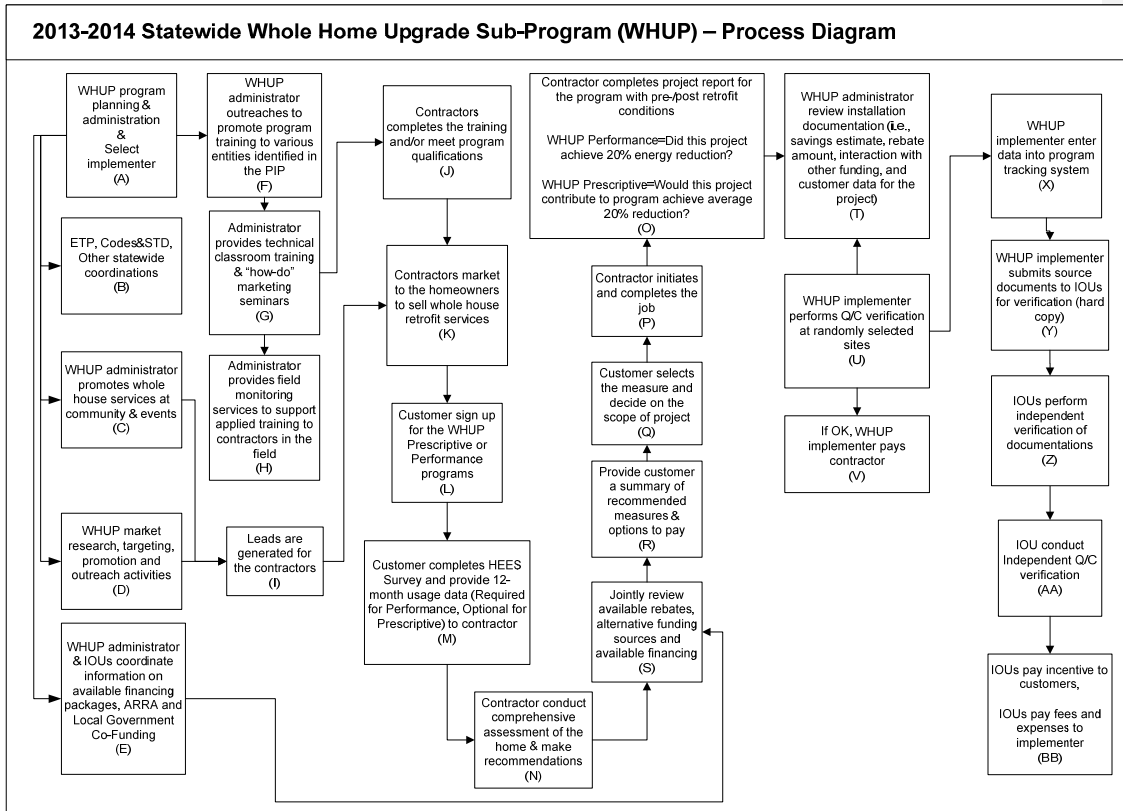 2013-2014 Statewide Whole Home Upgrade Sub-Program (WHUP) – Process Diagram
WHUP program
planning &
administration
&
Select
implementer
(A)
ETP, Codes&STD,
Other statewide
coordinations
(B)
WHUP administrator
promotes whole
house services at
community & events
(C)
WHUP market
research, targeting,
promotion and
outreach activities
(D)
WHUP administrator
& IOUs coordinate
information on
available financing
packages, ARRA and
Local Government
Co-Funding
(E)
WHUP
administrator
outreaches to
promote program
training to various
entities identified in
the PIP
(F)
Administrator
provides technical
classroom training
& “how-do”
marketing
seminars
(G)
Administrator
provides field
monitoring
services to support
applied training to
contractors in the
field
(H)
Leads are
generated for
the contractors
(I)
Contractors
completes the training
and/or meet program
qualifications
(J)
Contractors market
to the homeowners
to sell whole house
retrofit services
(K)
Customer sign up
for the WHUP
Prescriptive or
Performance
programs
(L)
Customer completes HEES
Survey and provide 12-
month usage data (Required
for Performance, Optional for
Prescriptive) to contractor
(M)
Contractor conduct
comprehensive
assessment of the
home & make
recommendations
(N)
Contractor completes project report for
the program with pre-/post retrofit
conditions
WHUP Performance=Did this project
achieve 20% energy reduction?
WHUP Prescriptive=Would this project
contribute to program achieve average
20% reduction?
(O)
Contractor initiates
and completes the
job
(P)
Customer selects
the measure and
decide on the
scope of project
(Q)
Provide customer
a summary of
recommended
measures &
options to pay
(R)
Jointly review
available rebates,
alternative funding
sources and
available financing
(S)
WHUP administrator
review installation
documentation (i.e.,
savings estimate, rebate
amount, interaction with
other funding, and
customer data for the
project)
(T)
WHUP implementer
performs Q/C verification
at randomly selected
sites
(U)
If OK, WHUP
implementer pays
contractor
(V)
WHUP
implementer enter
data into program
tracking system
(X)
WHUP implementer
submits source
documents to IOUs
for verification (hard
copy)
(Y)
IOUs perform
independent
verification of
documentations
(Z)
IOU conduct
Independent Q/C
verification
(AA)
IOUs pay incentive to
customers,
IOUs pay fees and
expenses to
implementer
(BB)